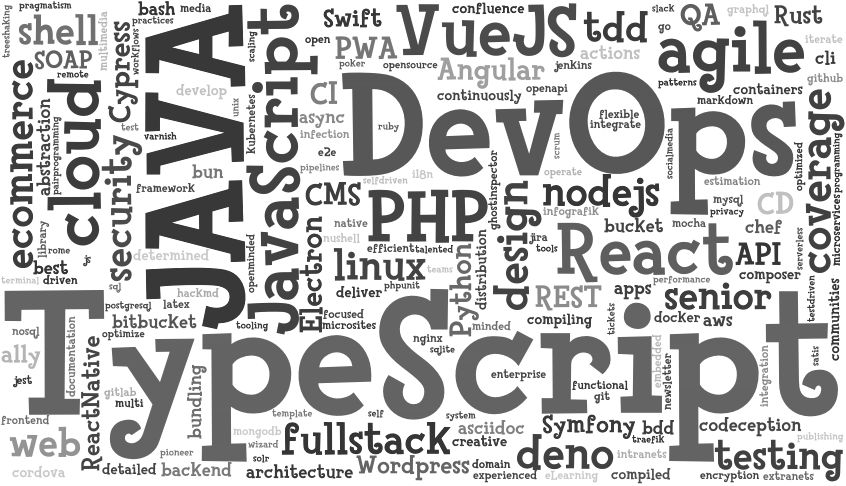 pragmatism
bash
media
Swift
confluence
slack
QA
graphql
Rust
treeshaking
shell
multimedia
practices
workflows
Cypress
JAVA
scaling
JavaScript
open
PWA
VueJS
tdd
go
agile
iterate
SOAP
remote
poker
opensource
Angular
jenkins
actions
cli
github
ecommerce
cloud
abstraction
pairprogramming
security
test
develop
unix
varnish
Kubernetes
CI
async
infection
continuously
openapi
DevOps
flexible
integrate
patterns
markdown
containers
coverage
ruby
scrum
socialmedia
bun
framework
e2e
pipelines
selfdriven
il8n
operate
estimation
optimized
programming
microservices
CMS
PHP
ghostinspector
design
nodejs
infografik
mysql
privacy
CD
library
rome
js
determined
openminded
Electron
native
nushell
efficient
talented
distribution
jira
tools
bucket
mocha
chef
React
API
serverless
composer
best
driven
terminal
sql
hackmd
linux
teams
phpunit
deliver
Python
REST
apps
performance
senior
testdriven
communities
TypeScript
postgresql
latex
bitbucket
optimize
tooling
focused
microsites
minded
compiling
tickets
docker
aws
nosql
a11y
jest
documentation
nginx
sqlite
enterprise
functional
git
embedded
newsletter
integration
satis
ReactNative
gitlab
multi
bundling
template
self
system
frontend
web
cordova
detailed
pioneer
backend
mongodb
wizard
solr
architecture
fullstack
Wordpress
asciidoc
creative
domain
experienced
deno
eLearning
Symfony
bdd
traefik
intranets
compiled
codeception
publishing
testing
encryption
extranets